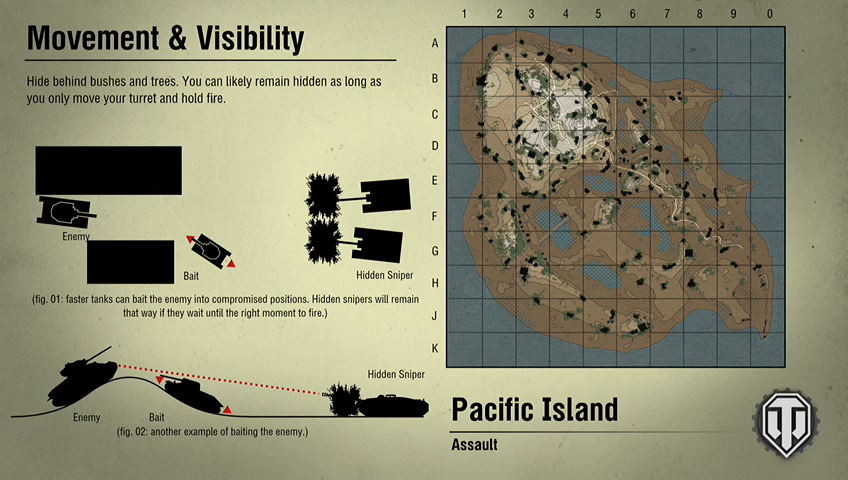 Movement & Visibility
Hide behind bushes and trees. You can likely remain hidden as long as
you only move your turret and hold fire.
Enemy
Bait
Hidden Sniper
(fig. 01: faster tanks can bait the enemy into compromised positions. Hidden snipers will remain
that way if they wait until the right moment to fire.)
Hidden Sniper
Enemy
Bait
(fig. 02: another example of baiting the enemy.)
1 2 3 4 5 6 7 8 9 0
A
B
C
D
E
F
G
H
J
K
Pacific Island
Assault